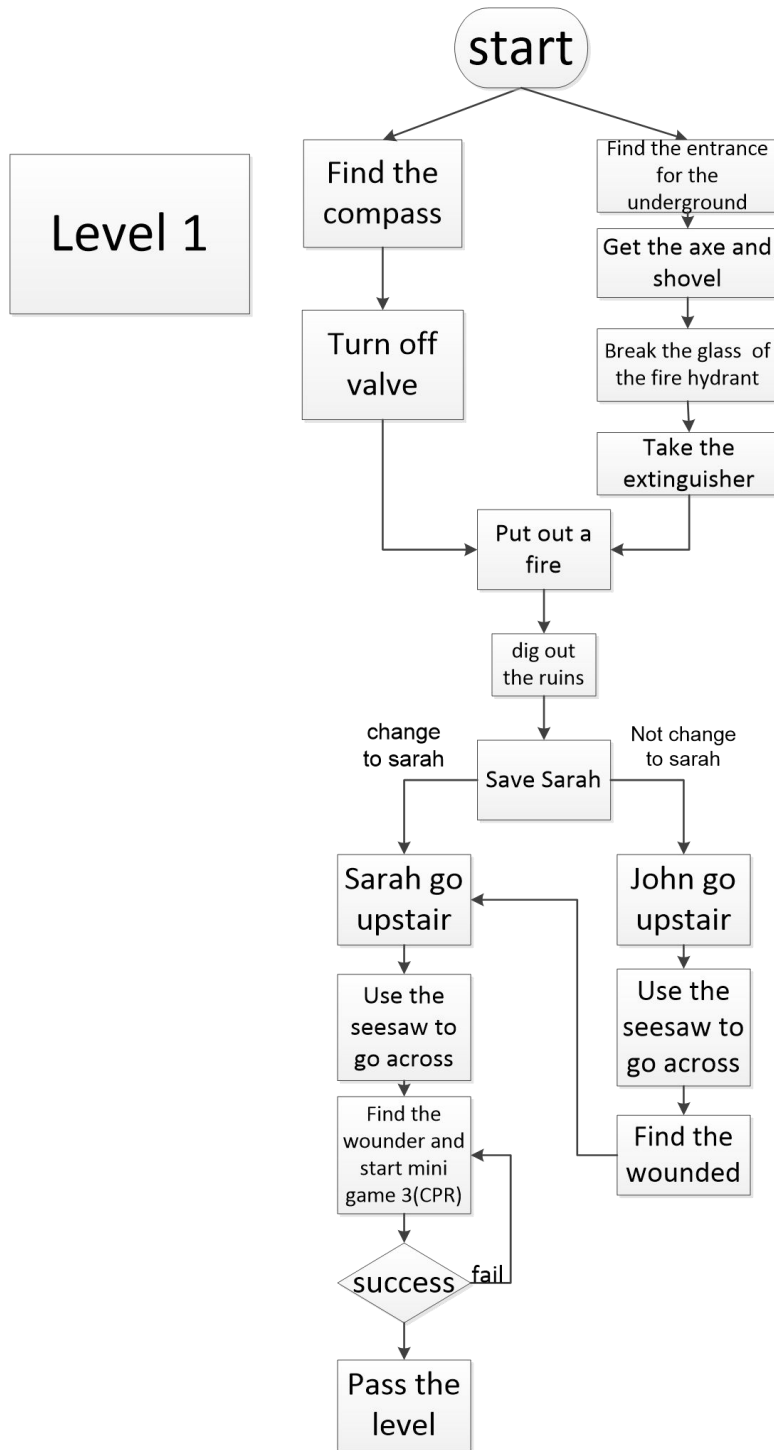 start
Level 1
Find the
compass
Turn off
valve
Find the entrance
for the
underground
Get the axe and
shovel
Break the glass  of
the fire hydrant
Take the
extinguisher
Put out a
fire
dig out
the ruins
Save Sarah
change
to sarah
Not change
to sarah
Sarah go
upstair
Use the
seesaw to
go across
Find the
wounder and
start mini
game 3(CPR)
success
fail
Pass the
level
John go
upstair
Use the
seesaw to
go across
Find the
wounded